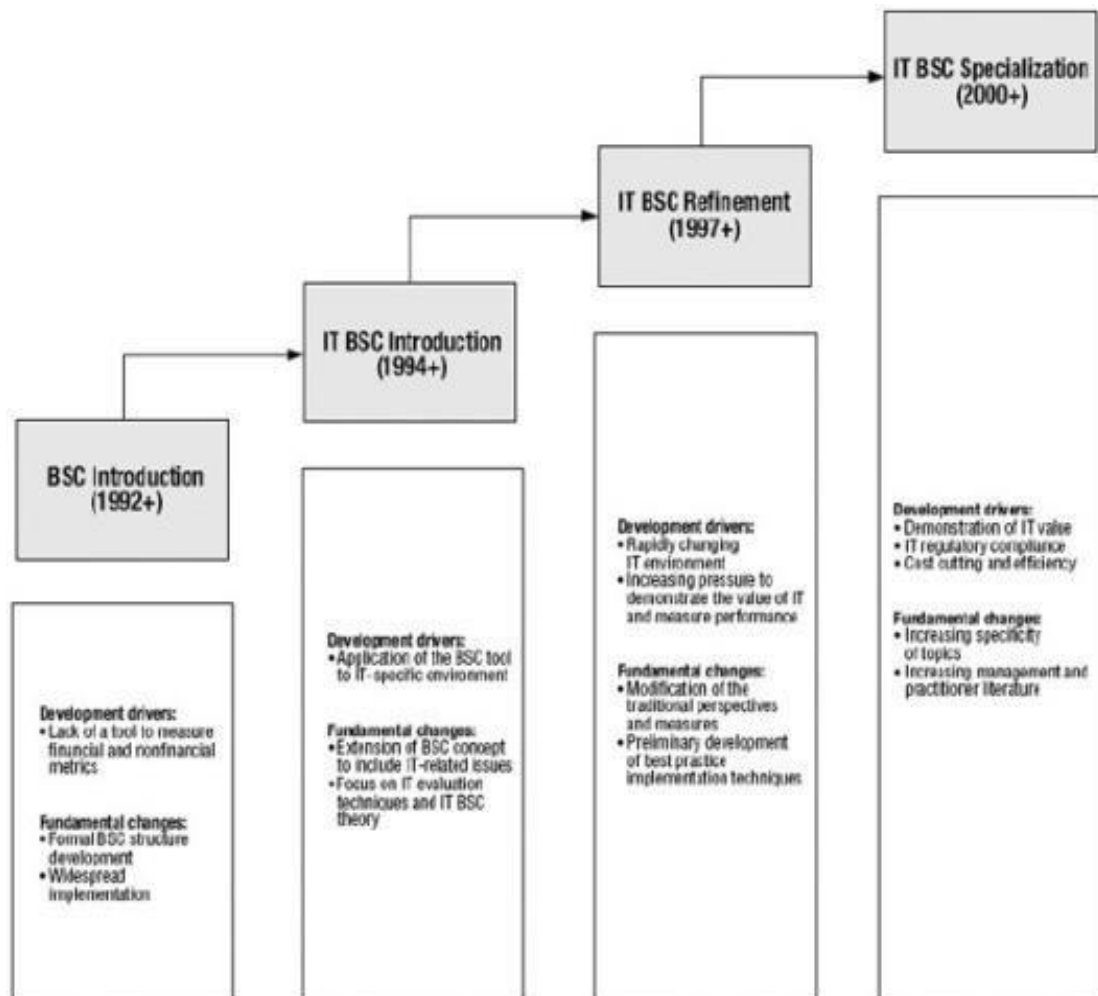 IT BSC Specialization
(2000+)
IT BSC Refinement
(1997+)
IT BSC Introduction
(1994+)
BSC Introduction
(1992+)
Development drivers:
• Lack of a tool to measure
financial and nonfinancial
metrics
Fundamental changes:
• Formal BSC structure
development
• Widespread
implementation
Development drivers:
• Application of the BSC tool
to IT-specific environment
Fundamental changes:
• Extension of BSC concept
to include IT-related issues
• Focus on IT evaluation
techniques and IT BSC
theory
Development drivers:
• Rapidly changing
IT environment
• Increasing pressure to
demonstrate the value of IT
and measure performance
Fundamental changes:
• Modification of the
traditional perspectives
and measures
• Preliminary development
of best practice
implementation techniques
Development drivers:
• Demonstration of IT value
• IT regulatory compliance
• Cost cutting and efficiency
Fundamental changes:
• Increasing specificity
of topics
• Increasing management and
practitioner literature